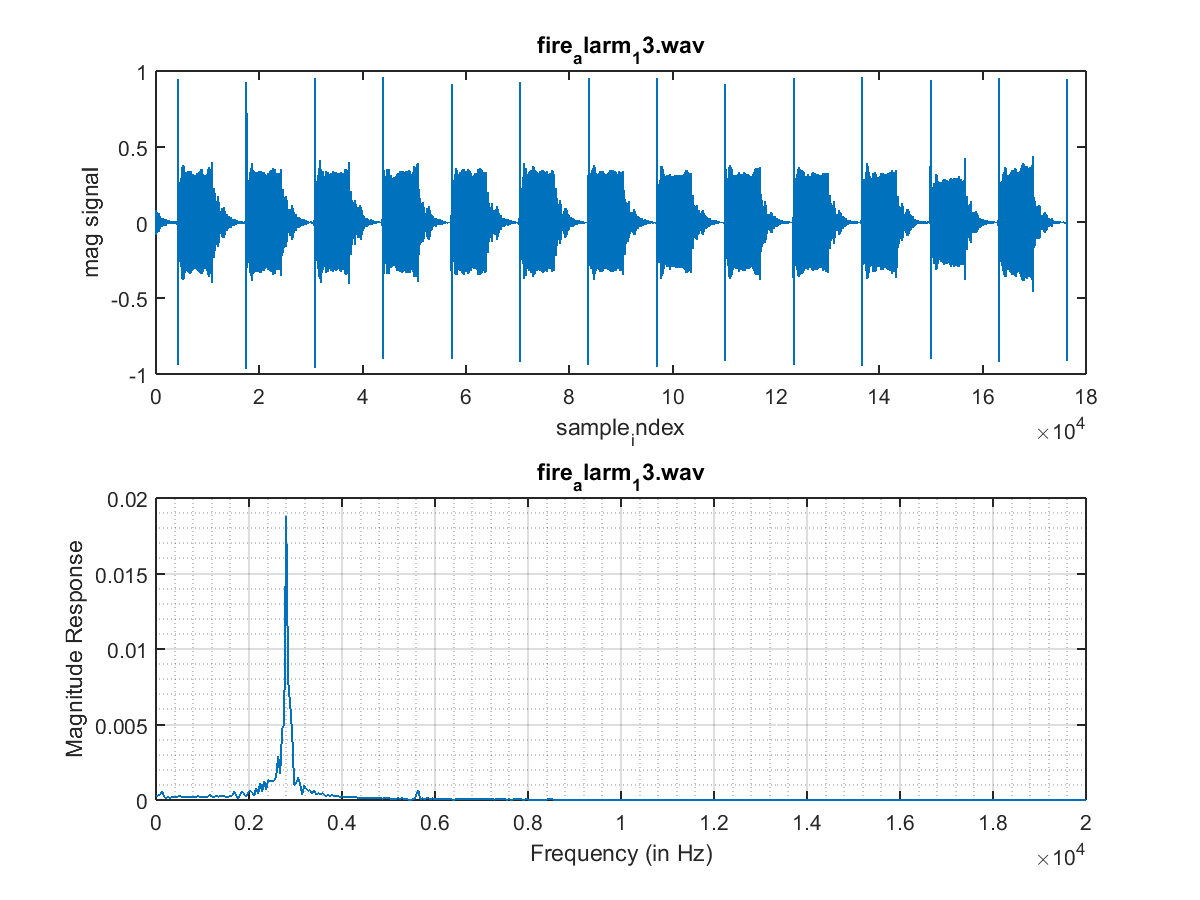 fire_alarm_13.wav
1
0.5
0
-0.5
-1
mag signal
0 2 4 6 8 10 12 14 16 18
sample_index
×10^4
fire_alarm_13.wav
0.02
0.015
0.01
0.005
0
Magnitude Response
0 0.2 0.4 0.6 0.8 1 1.2 1.4 1.6 1.8 2
Frequency (in Hz)
×10^4